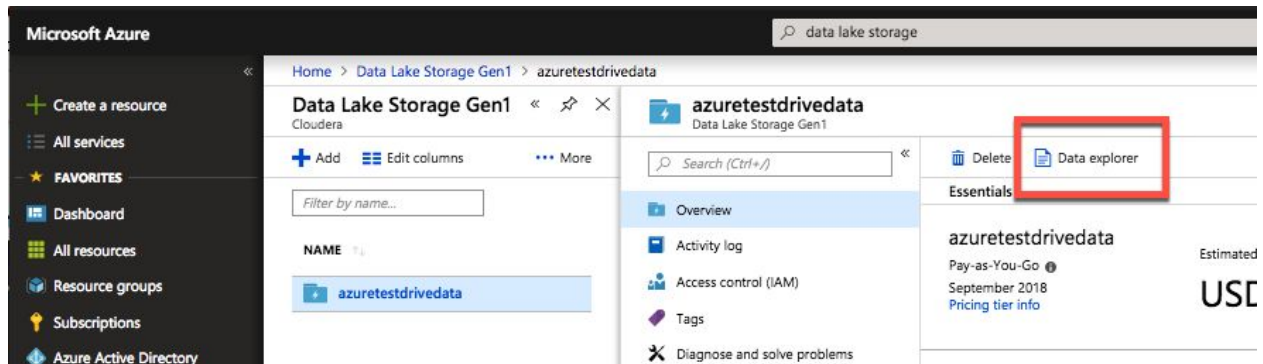 Microsoft Azure
data lake storage
«
Home > Data Lake Storage Gen1 > azuretestdrivedata
Create a resource
All services
FAVORITES
Dashboard
All resources
Resource groups
Subscriptions
Azure Active Directory
Data Lake Storage Gen1 «
Cloudera
Add Edit columns ••• More
Filter by name...
NAME ↑↓
azuretestdrivedata
azuretestdrivedata
Data Lake Storage Gen1
Search (Ctrl+/) «
Overview
Activity log
Access control (IAM)
Tags
Diagnose and solve problems
Delete Data explorer
Essentials
azuretestdrivedata
Pay-as-You-Go
September 2018
Pricing tier info
Estimated
USD